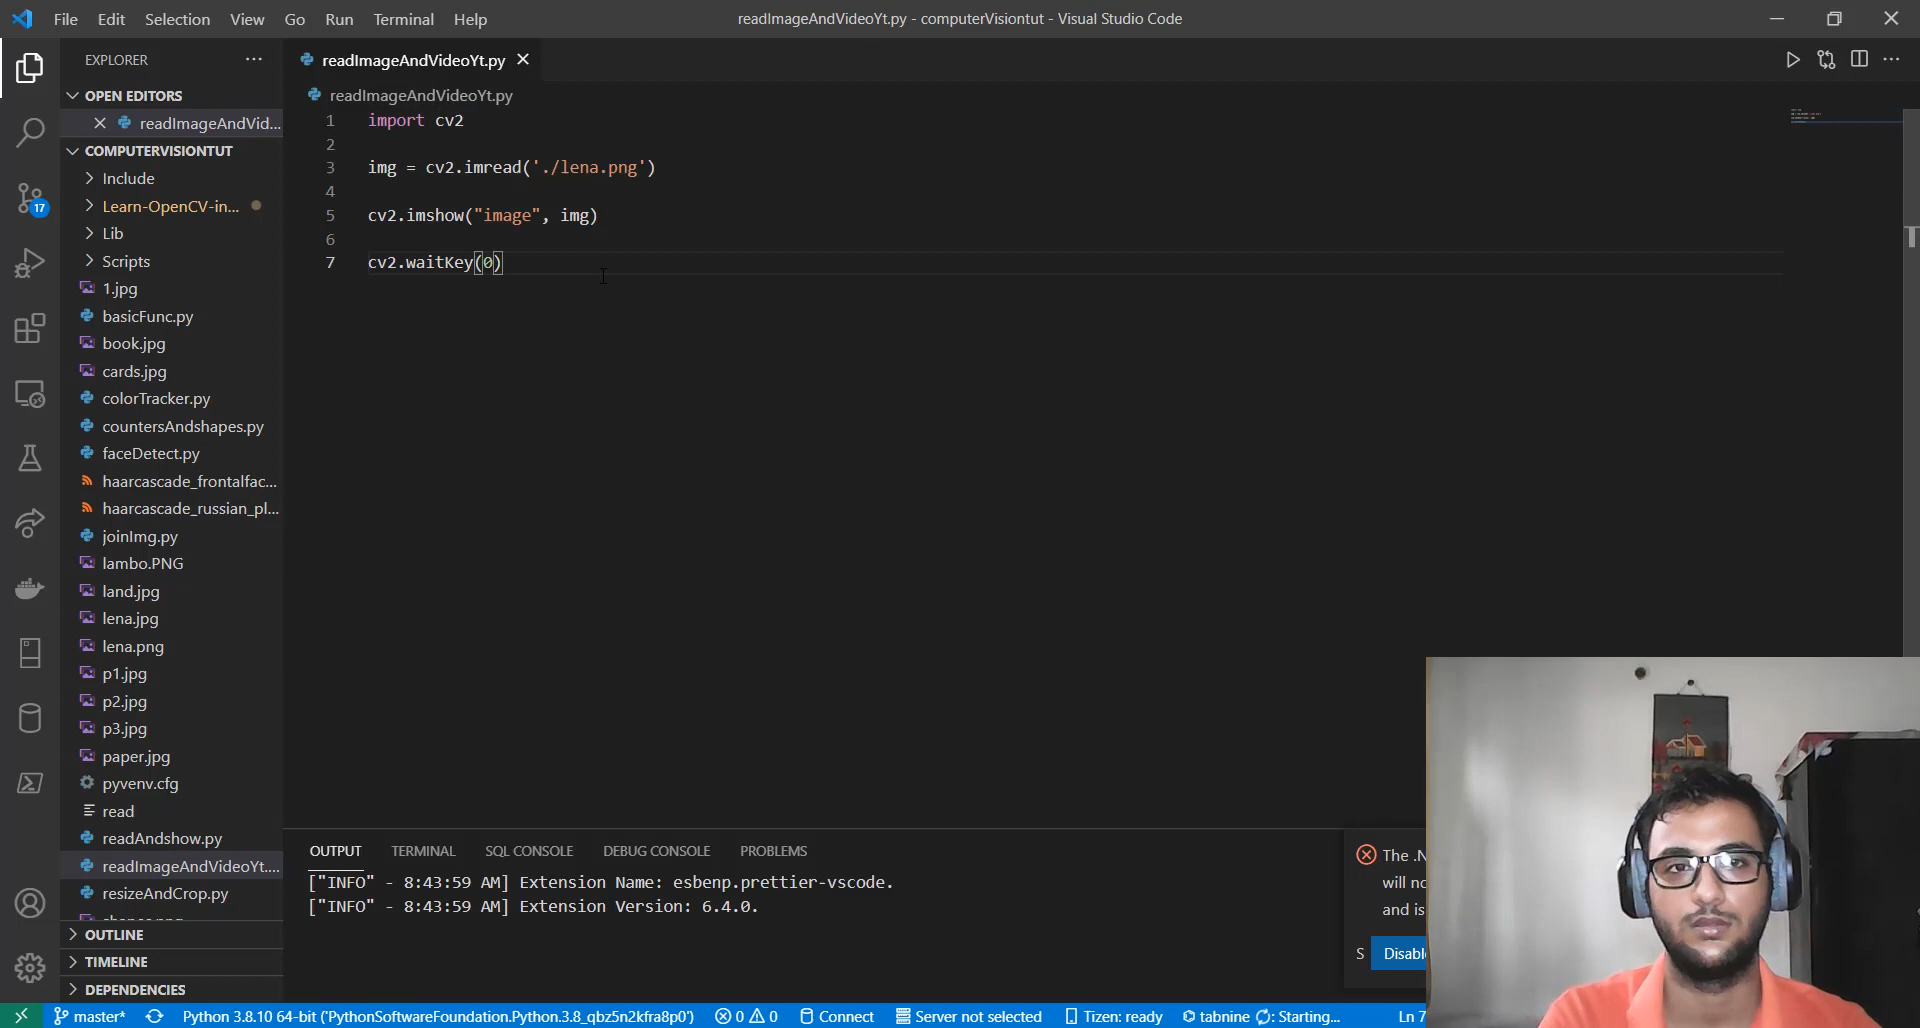 File Edit Selection View Go Run Terminal Help
readImageAndVideoYt.py - computerVisiontut - Visual Studio Code
EXPLORER
OPEN EDITORS
readImageAndVid...
COMPUTERVISIONTUT
Include
Learn-OpenCV-in...
Lib
Scripts
1.jpg
basicFunc.py
book.jpg
cards.jpg
colorTracker.py
countersAndshapes.py
faceDetect.py
haarcascade_frontalfac...
haarcascade_russian_pl...
joinImg.py
lambo.PNG
land.jpg
lena.jpg
lena.png
p1.jpg
p2.jpg
p3.jpg
paper.jpg
pyvenv.cfg
read
readAndshow.py
readImageAndVideoYt....
resizeAndCrop.py
OUTLINE
TIMELINE
DEPENDENCIES
17
readImageAndVideoYt.py
readImageAndVideoYt.py
1 import cv2
2
3 img = cv2.imread('./lena.png')
4
5 cv2.imshow("image", img)
6
7 cv2.waitKey(0)
OUTPUT TERMINAL SQL CONSOLE DEBUG CONSOLE PROBLEMS
["INFO" - 8:43:59 AM] Extension Name: esbenp.prettier-vscode.
["INFO" - 8:43:59 AM] Extension Version: 6.4.0.
The .N
will no
and is
S Disabl
master* Python 3.8.10 64-bit ('PythonSoftwareFoundation.Python.3.8_qbz5n2kfra8p0') 0 0 Connect Server not selected Tizen: ready tabnine : Starting... Ln 7